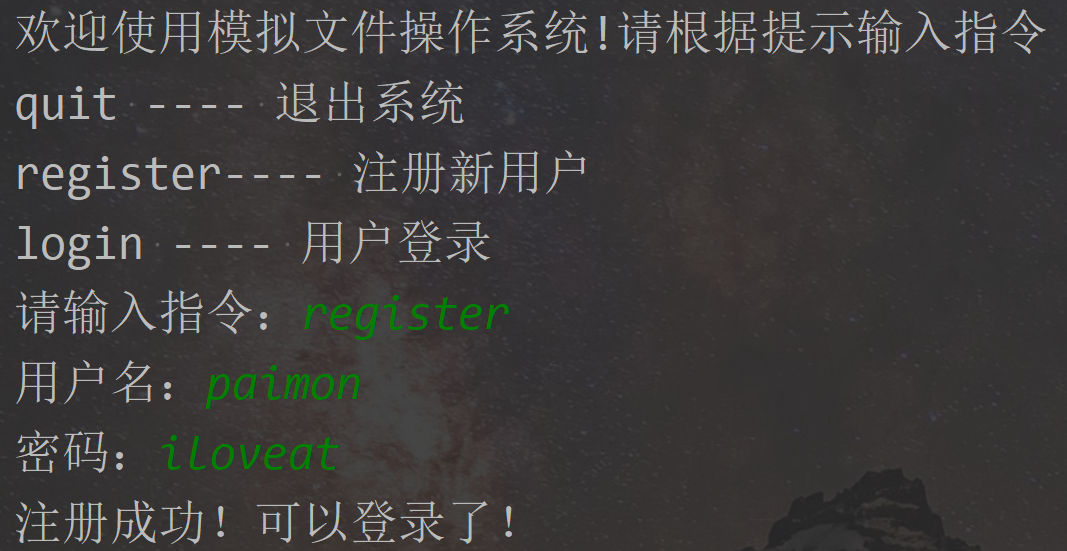 欢迎使用模拟文件操作系统!请根据提示输入指令
quit ---- 退出系统
register---- 注册新用户
login ---- 用户登录
请输入指令：register
用户名：paimon
密码：iloveat
注册成功！可以登录了！